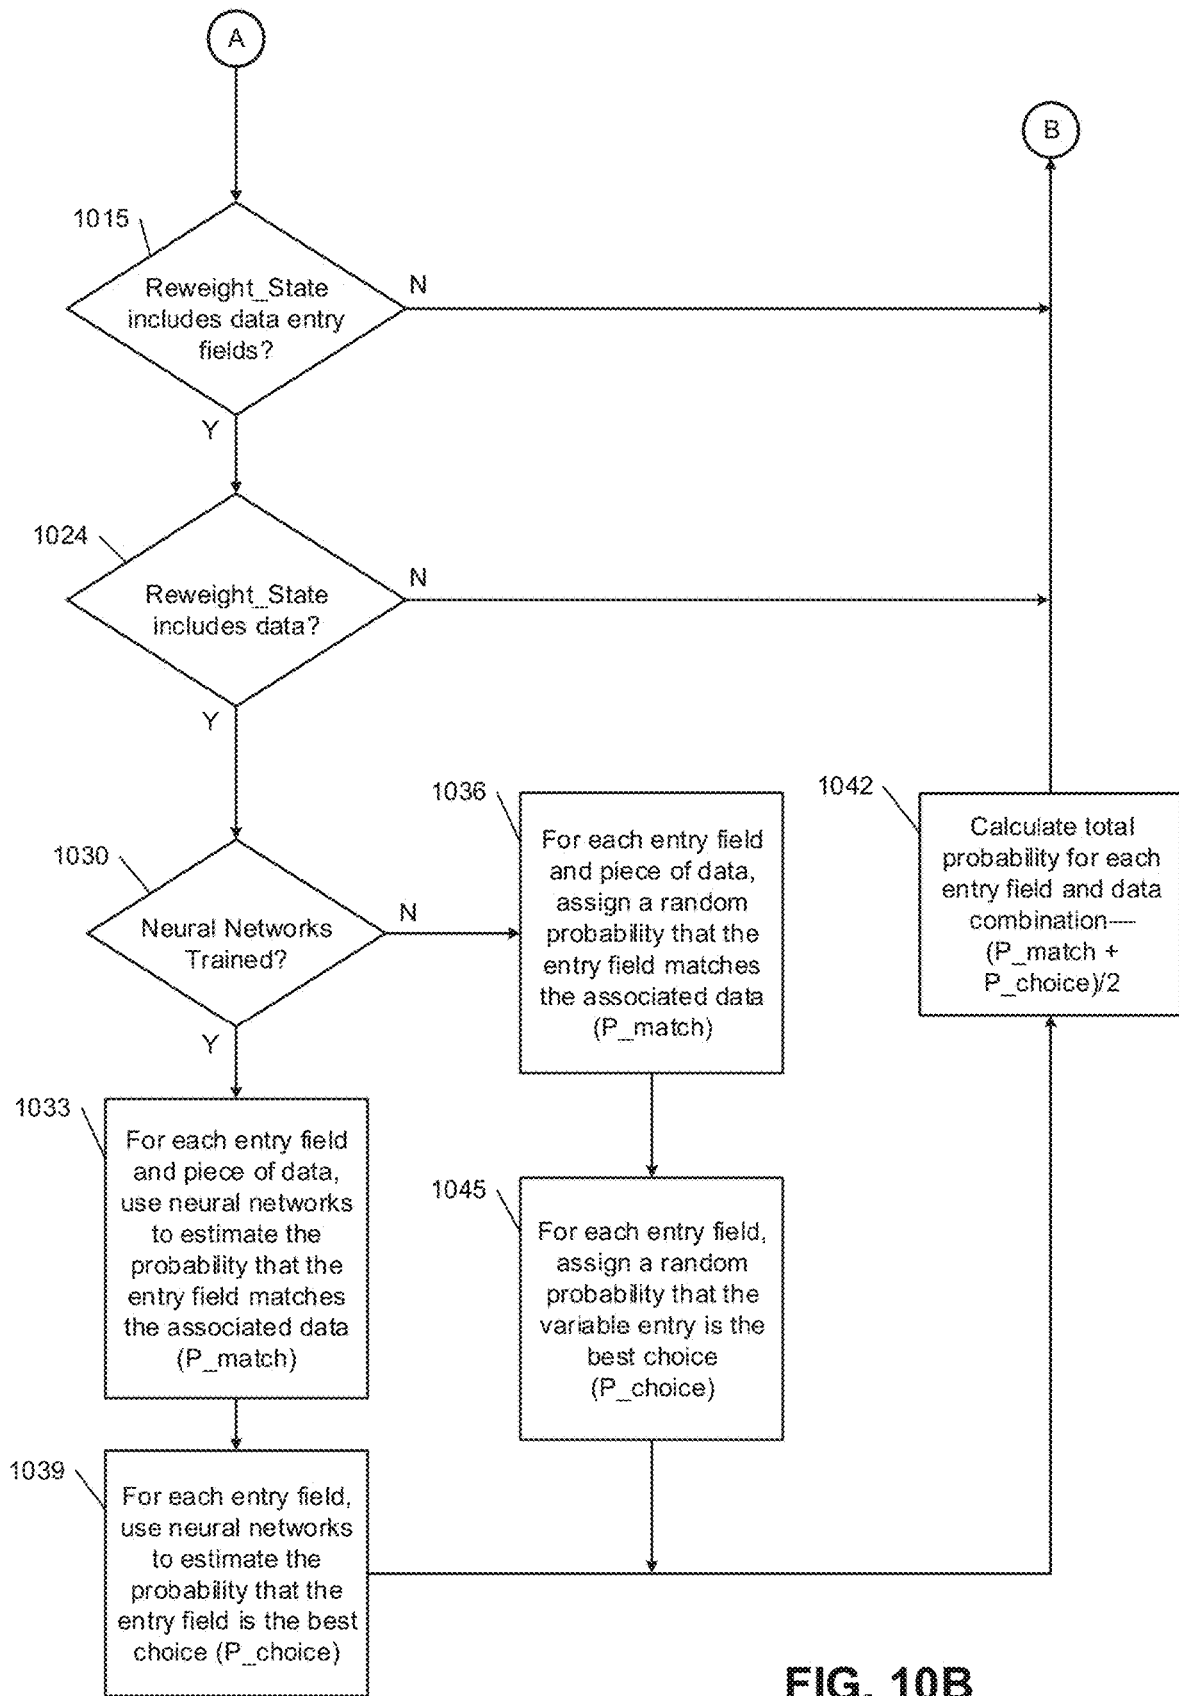 A
B
1015
Reweight_State
includes data entry
fields?
N
Y
1024
Reweight_State
includes data?
N
Y
1030
Neural Networks
Trained?
N
Y
1036
For each entry field
and piece of data,
assign a random
probability that the
entry field matches
the associated data
(P_match)
1042
Calculate total
probability for each
entry field and data
combination—
(P_match +
P_choice)/2
1033
For each entry field
and piece of data,
use neural networks
to estimate the
probability that the
entry field matches
the associated data
(P_match)
1045
For each entry field,
assign a random
probability that the
variable entry is the
best choice
(P_choice)
1039
For each entry field,
use neural networks
to estimate the
probability that the
entry field is the best
choice (P_choice)
FIG. 10B